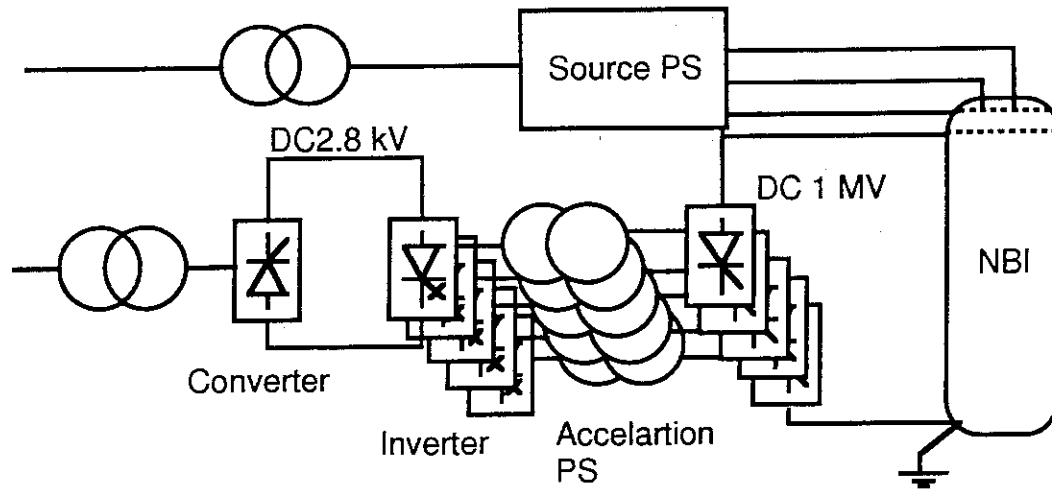 Source PS
DC2.8 kV
DC 1 MV
NBI
Converter
Inverter
Accelartion
PS